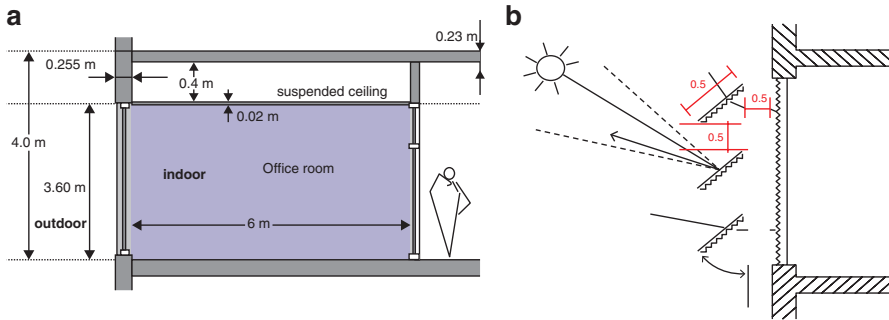 a
0.23 m
0.255 m
0.4 m
suspended ceiling
0.02 m
4.0 m
3.60 m
indoor
Office room
outdoor
6 m
b
0.5
0.5
0.5